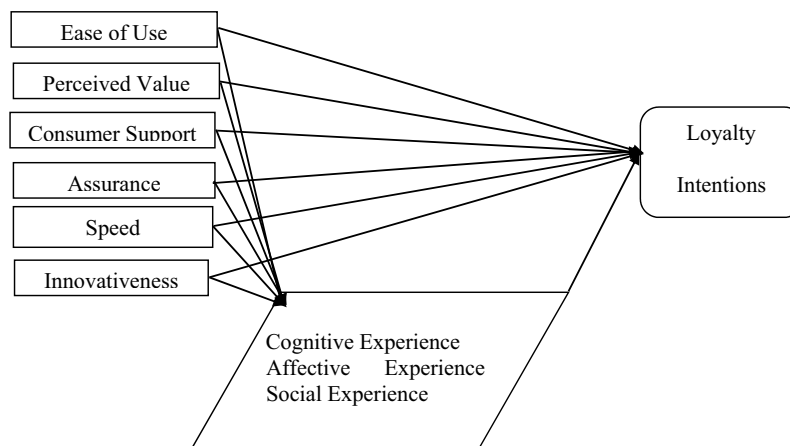 Ease of Use
Perceived Value
Consumer Support
Assurance
Speed
Innovativeness
Loyalty
Intentions
Cognitive Experience
Affective Experience
Social Experience